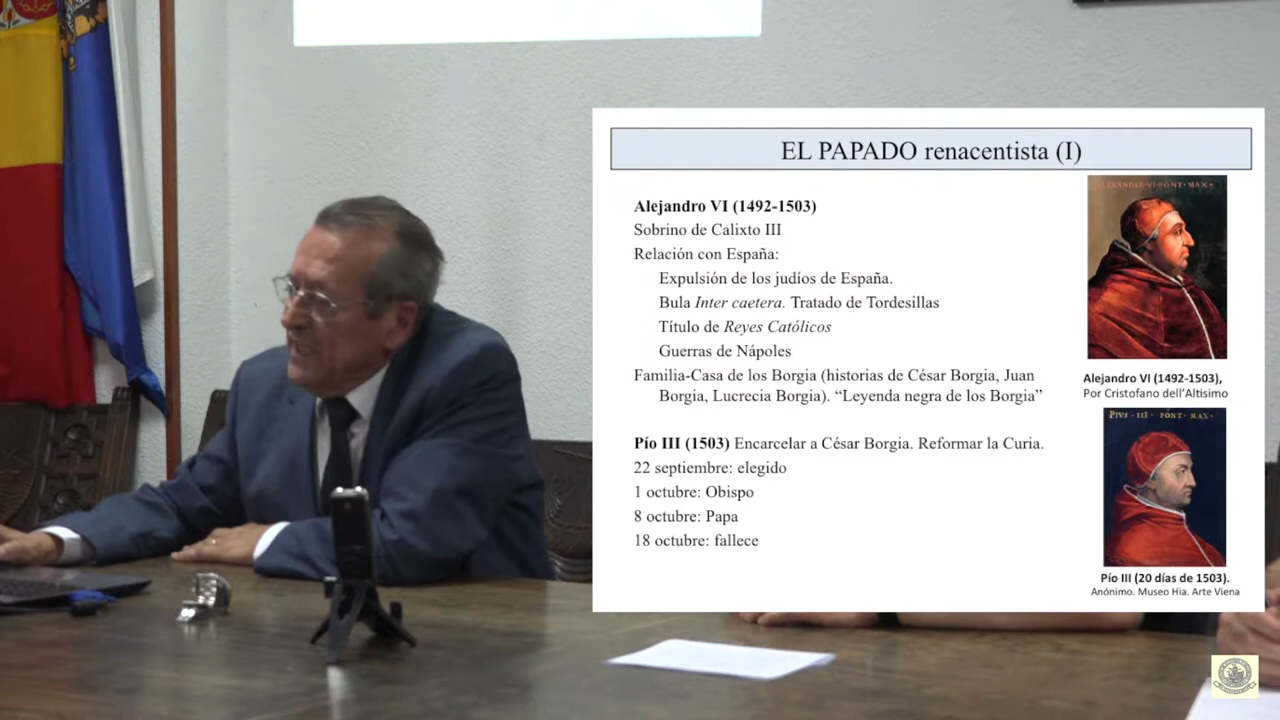 EL PAPADO renacentista (I)
Alejandro VI (1492-1503)
Sobrino de Calixto III
Relación con España:
Expulsión de los judíos de España.
Bula Inter caetera. Tratado de Tordesillas
Título de Reyes Católicos
Guerras de Nápoles
Familia-Casa de los Borgia (historias de César Borgia, Juan
Borgia, Lucrecia Borgia). “Leyenda negra de los Borgia”
Pío III (1503) Encarcelar a César Borgia. Reformar la Curia.
22 septiembre: elegido
1 octubre: Obispo
8 octubre: Papa
18 octubre: fallece
Alejandro VI (1492-1503),
Por Cristofano dell’Altisimo
PIVS · III · PONT · MAX ·
Pío III (20 días de 1503).
Anónimo. Museo Hia. Arte Viena